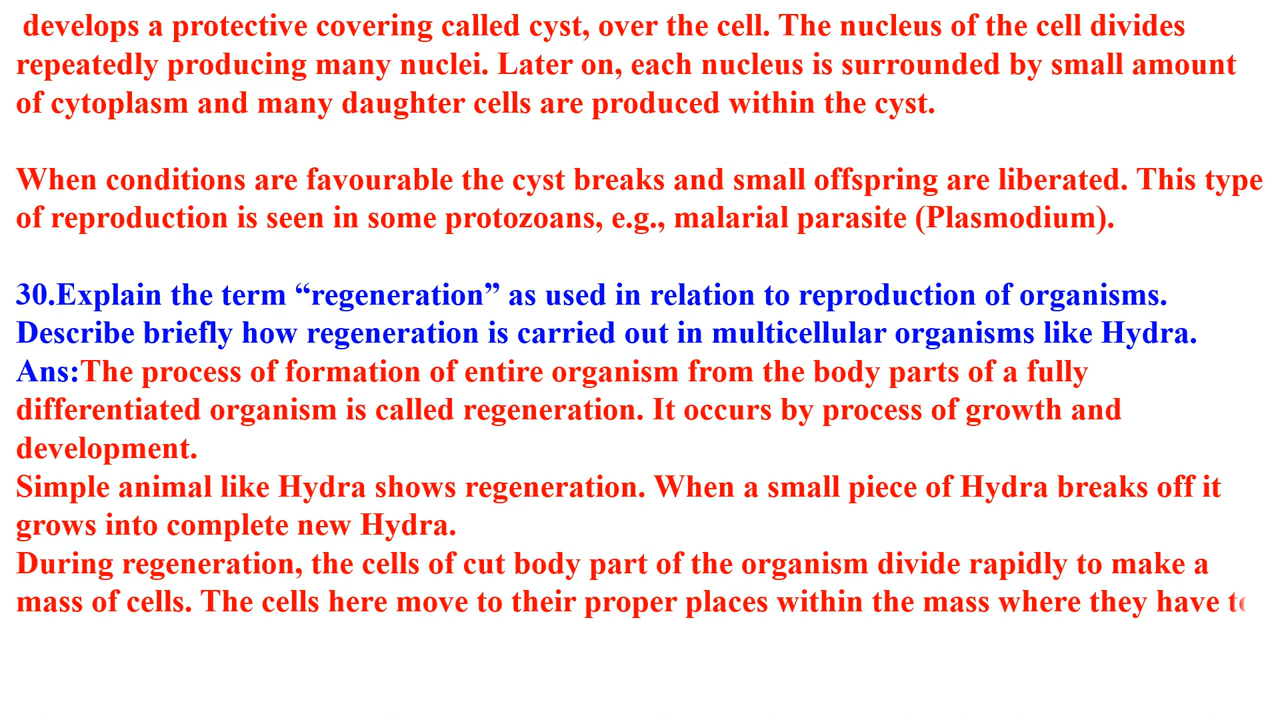 develops a protective covering called cyst, over the cell. The nucleus of the cell divides
repeatedly producing many nuclei. Later on, each nucleus is surrounded by small amount
of cytoplasm and many daughter cells are produced within the cyst.
When conditions are favourable the cyst breaks and small offspring are liberated. This type
of reproduction is seen in some protozoans, e.g., malarial parasite (Plasmodium).
30.Explain the term “regeneration” as used in relation to reproduction of organisms.
Describe briefly how regeneration is carried out in multicellular organisms like Hydra.
Ans:The process of formation of entire organism from the body parts of a fully
differentiated organism is called regeneration. It occurs by process of growth and
development.
Simple animal like Hydra shows regeneration. When a small piece of Hydra breaks off it
grows into complete new Hydra.
During regeneration, the cells of cut body part of the organism divide rapidly to make a
mass of cells. The cells here move to their proper places within the mass where they have to